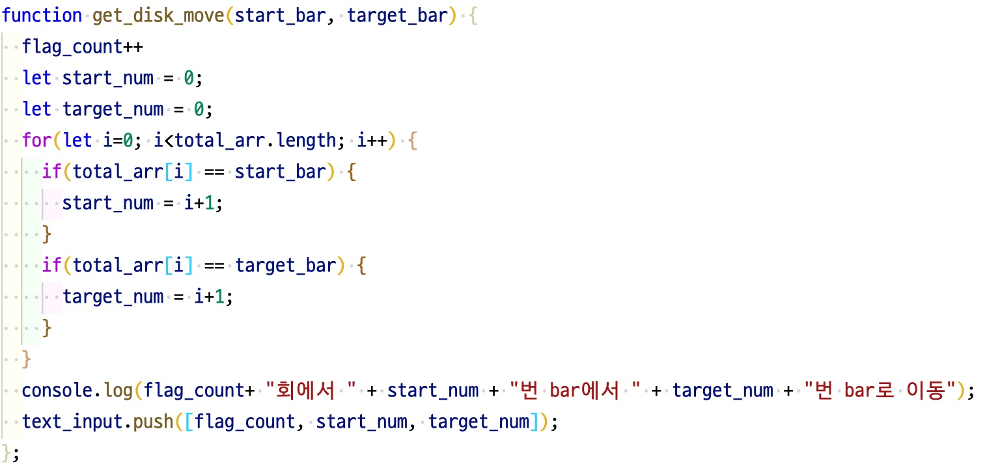 function get_disk_move(start_bar, target_bar) {
  flag_count++
  let start_num = 0;
  let target_num = 0;
  for(let i=0; i<total_arr.length; i++) {
    if(total_arr[i] == start_bar) {
      start_num = i+1;
    }
    if(total_arr[i] == target_bar) {
      target_num = i+1;
    }
  }
  console.log(flag_count+ "회에서 " + start_num + "번 bar에서 " + target_num + "번 bar로 이동");
  text_input.push([flag_count, start_num, target_num]);
};